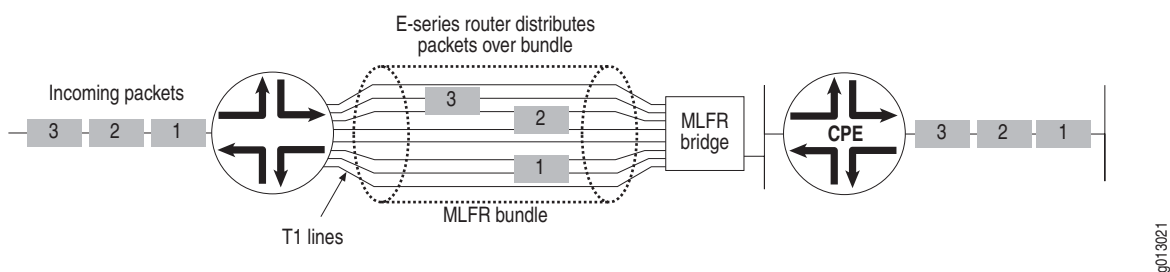 E-series router distributes
packets over bundle
Incoming packets
3 2 1
3
2
1
MLFR
bridge
CPE
3 2 1
MLFR bundle
T1 lines
g013021